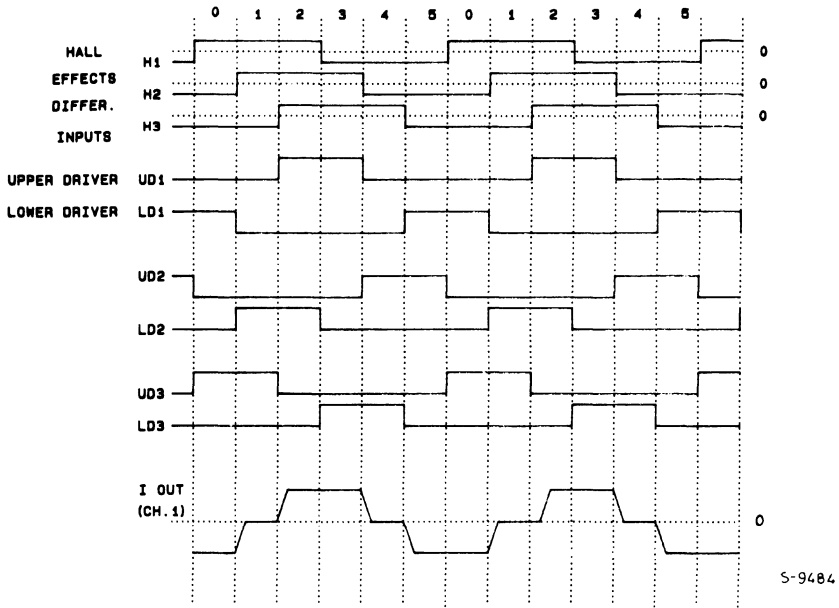 0 1 2 3 4 5 0 1 2 3 4 5
HALL
H1
0
EFFECTS
H2
0
DIFFER.
H3
0
INPUTS
UPPER DRIVER UD1
LOWER DRIVER LD1
UD2
LD2
UD3
LD3
I OUT
(CH.1)
0
S-9484